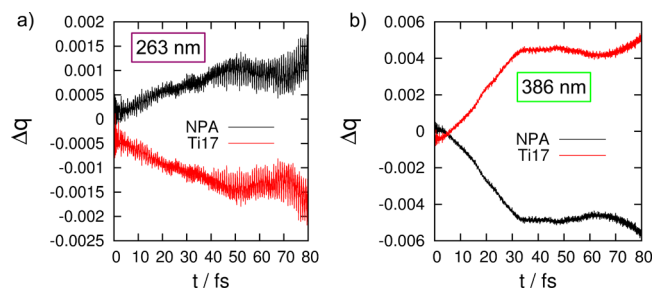 a)
263 nm
0.002
0.0015
0.001
0.0005
0
-0.0005
-0.001
-0.0015
-0.002
-0.0025
Δq
NPA
Ti17
0 10 20 30 40 50 60 70 80
t / fs
b)
386 nm
0.006
0.004
0.002
0
-0.002
-0.004
-0.006
Δq
NPA
Ti17
0 10 20 30 40 50 60 70 80
t / fs